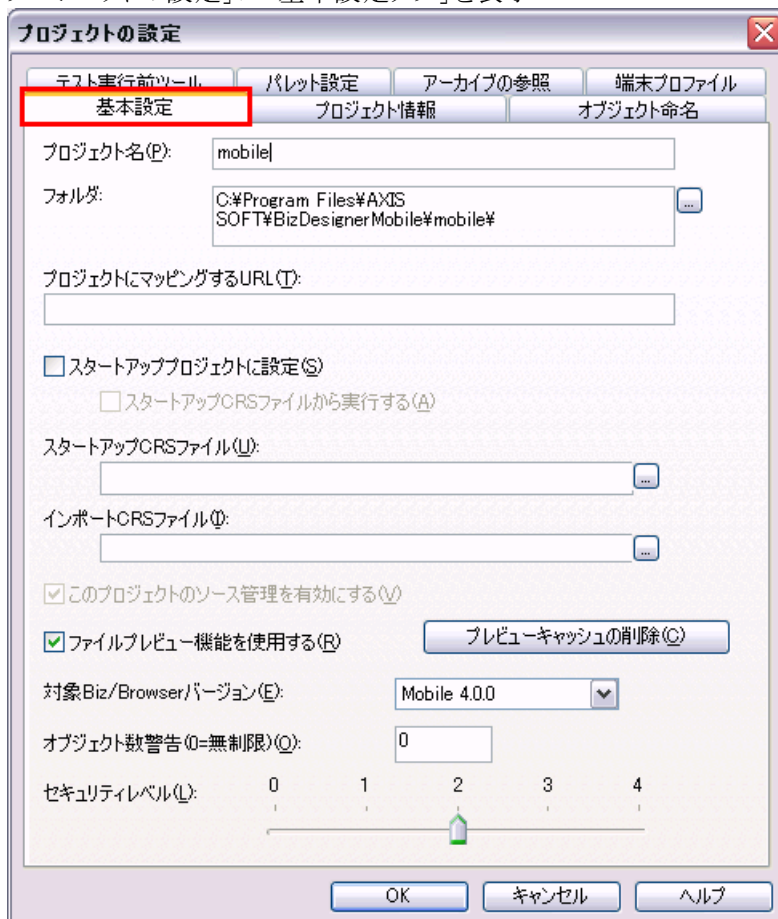 プロジェクトの設定
テスト実行前ツール パレット設定 アーカイブの参照 端末プロファイル
基本設定 プロジェクト情報 オブジェクト命名
プロジェクト名(P): mobile
フォルダ: C:¥Program Files¥AXIS
SOFT¥BizDesignerMobile¥mobile¥
...
プロジェクトにマッピングするURL(T):
スタートアッププロジェクトに設定(S)
スタートアップCRSファイルから実行する(A)
スタートアップCRSファイル(U):
...
インポートCRSファイル(I):
...
このプロジェクトのソース管理を有効にする(V)
ファイルプレビュー機能を使用する(R) プレビューキャッシュの削除(C)
対象Biz/Browserバージョン(E): Mobile 4.0.0
オブジェクト数警告(0=無制限)(O): 0
セキュリティレベル(L): 0 1 2 3 4
OK キャンセル ヘルプ